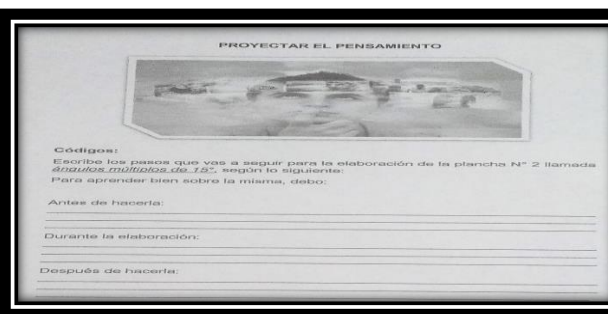 PROYECTAR EL PENSAMIENTO
Códigos:
Escribe los pasos que vas a seguir para la elaboración de la plancha N° 2 llamada
ángulos múltiplos de 15°, según lo siguiente:
Para aprender bien sobre la misma, debo:
Antes de hacerla:
Durante la elaboración:
Después de hacerla: